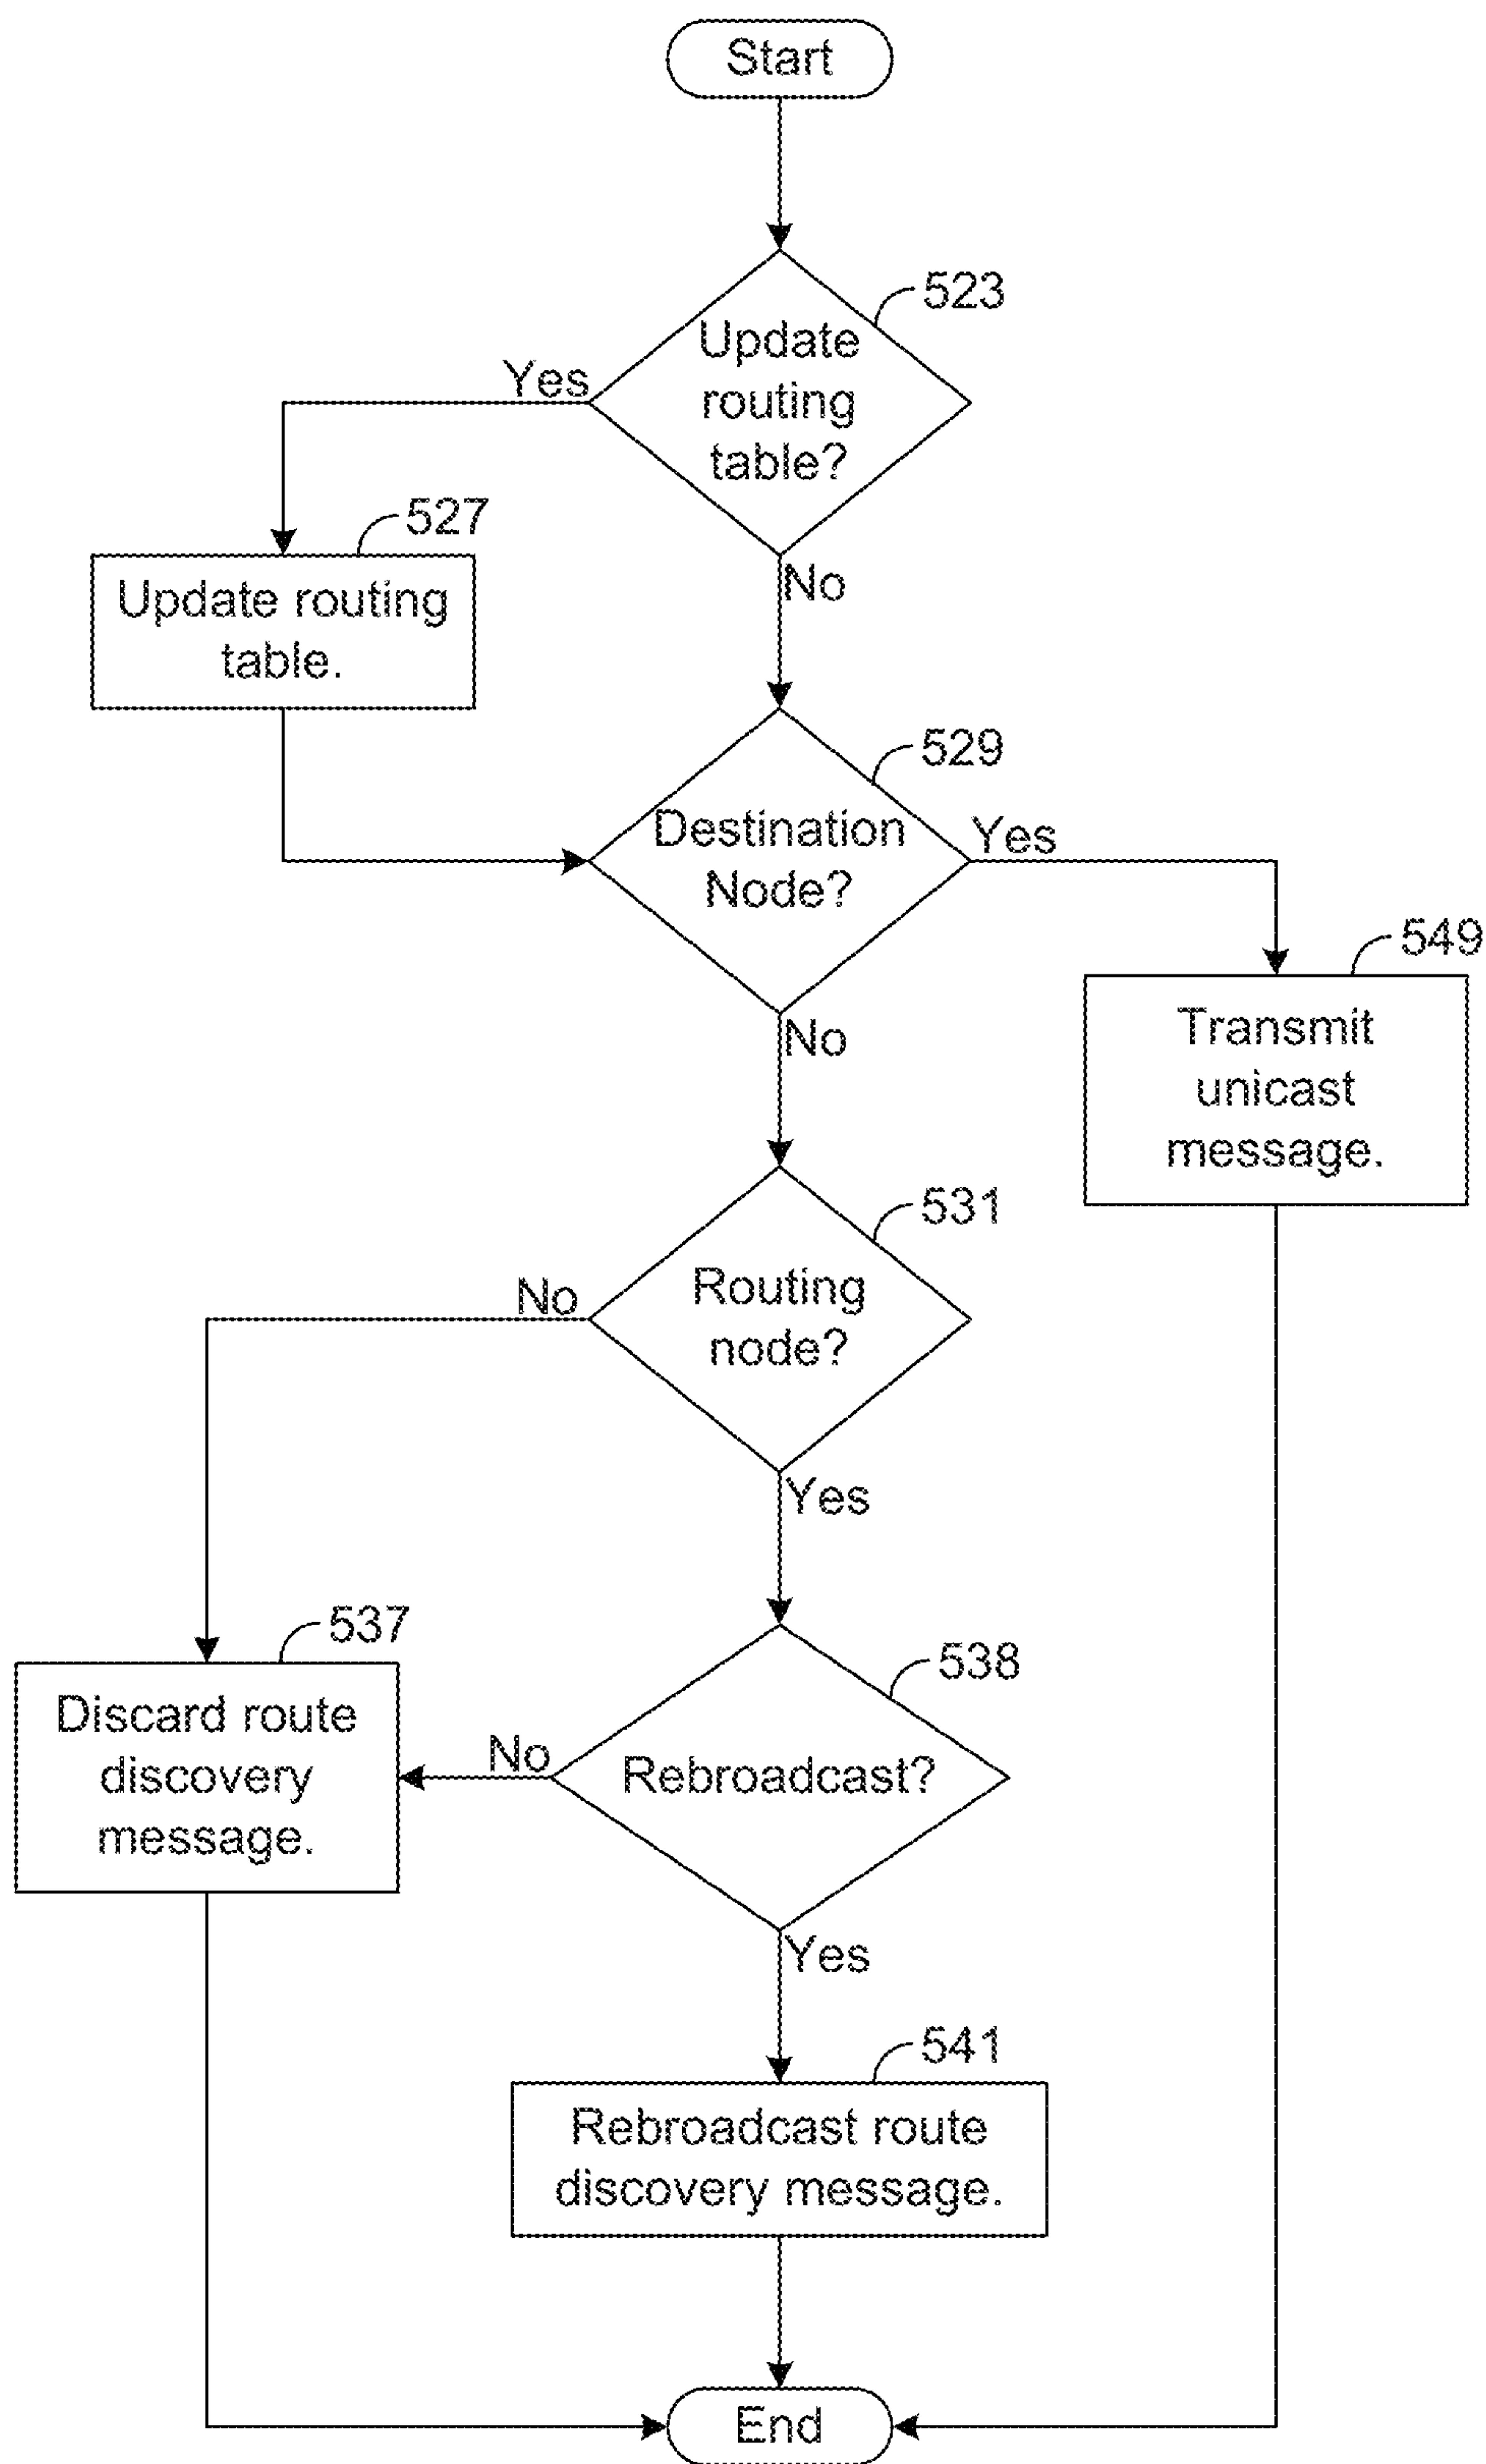 Start
523
Update
routing
table?
Yes
527
Update routing
table.
No
529
Destination
Node?
Yes
549
Transmit
unicast
message.
No
531
Routing
node?
No
Yes
537
Discard route
discovery
message.
538
Rebroadcast?
No
Yes
541
Rebroadcast route
discovery message.
End